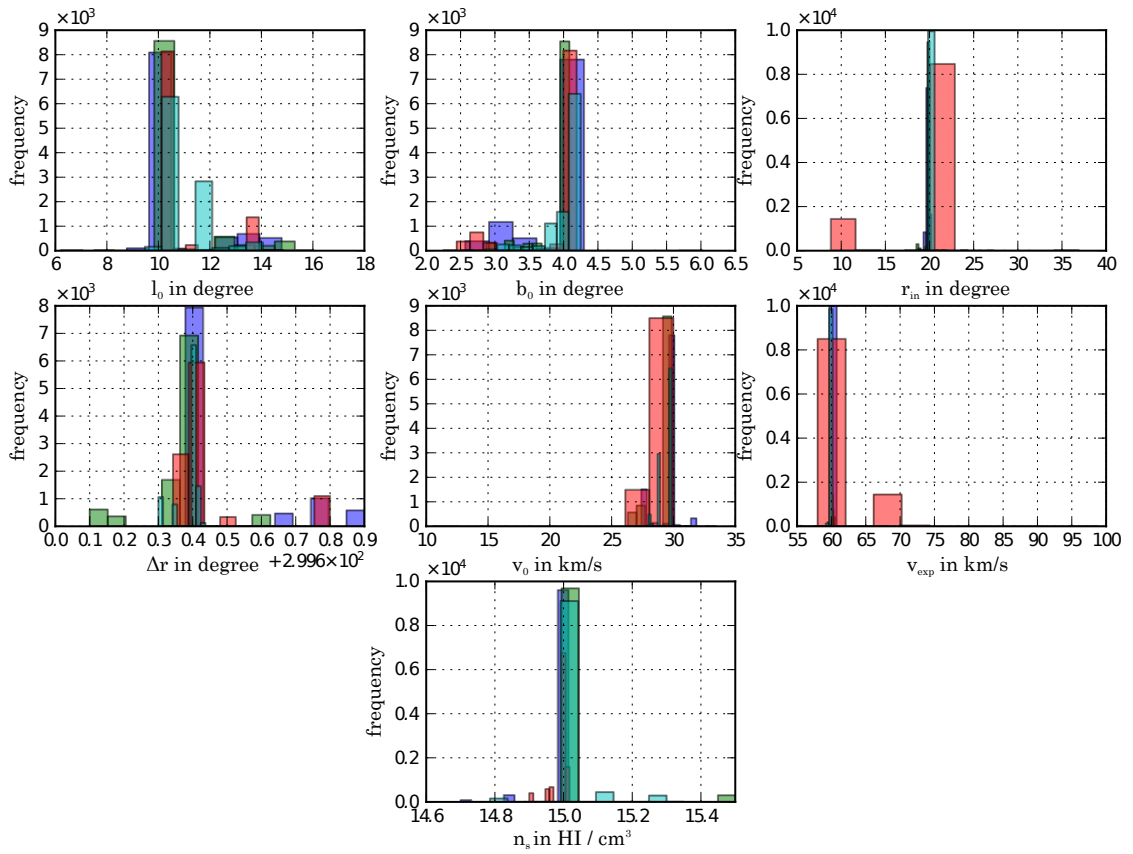 ×10³ ×10³ ×10⁴
9 9 1.0
8 8
7 7 0.8
6 6
5 5 0.6
4 4 0.4
3 3
2 2 0.2
1 1
0 0 0.0
frequency frequency frequency
6 8 10 12 14 16 18 2.0 2.5 3.0 3.5 4.0 4.5 5.0 5.5 6.0 6.5 5 10 15 20 25 30 35 40
l₀ in degree b₀ in degree r_in in degree
×10³ ×10³ ×10⁴
8 9 1.0
7 8
6 7 0.8
5 6
4 5 0.6
3 4 0.4
2 3
1 2 0.2
0 1 0.0
0
frequency frequency frequency
0.0 0.1 0.2 0.3 0.4 0.5 0.6 0.7 0.8 0.9 10 15 20 25 30 35 55 60 65 70 75 80 85 90 95 100
Δr in degree +2.996×10² v₀ in km/s v_exp in km/s
×10⁴
1.0
0.8
0.6
0.4
0.2
0.0
frequency
14.6 14.8 15.0 15.2 15.4
n_s in HI / cm³